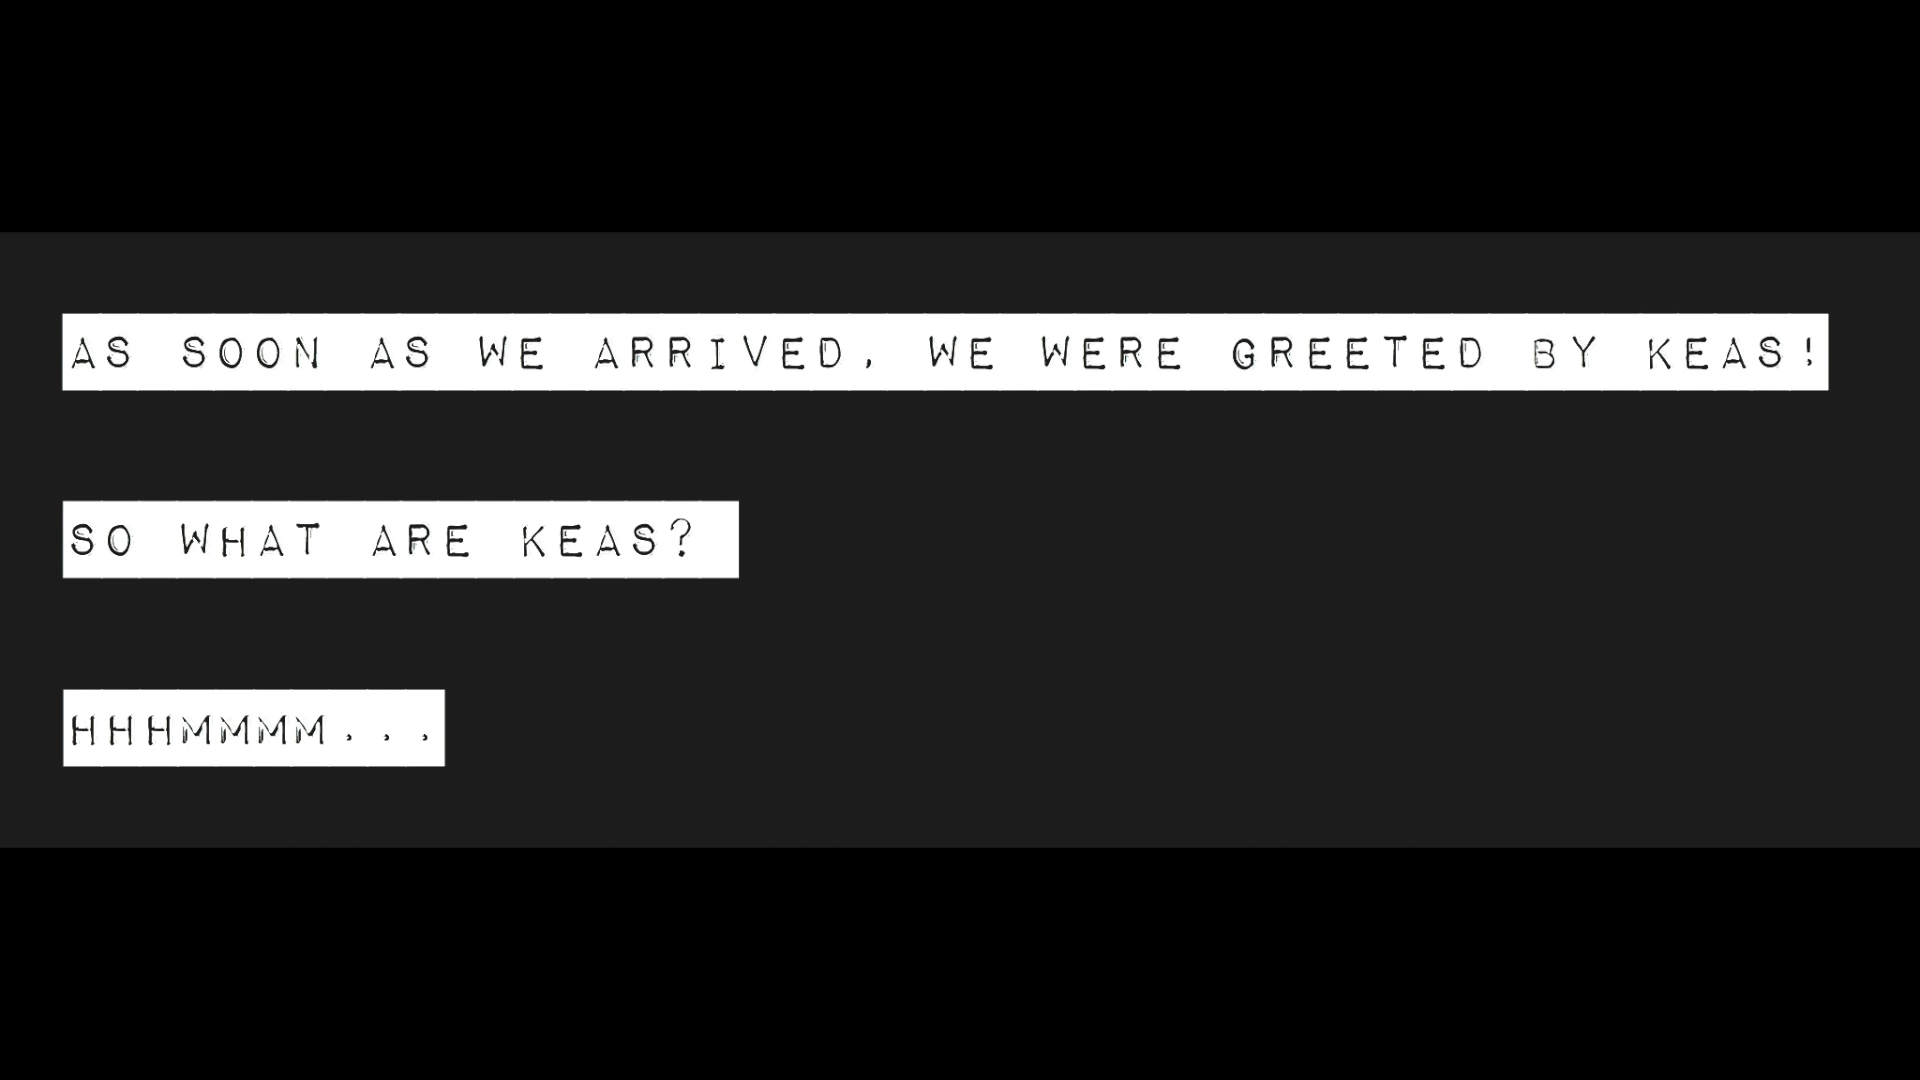 AS SOON AS WE ARRIVED, WE WERE GREETED BY KEAS!
SO WHAT ARE KEAS?
HHHMMMM...